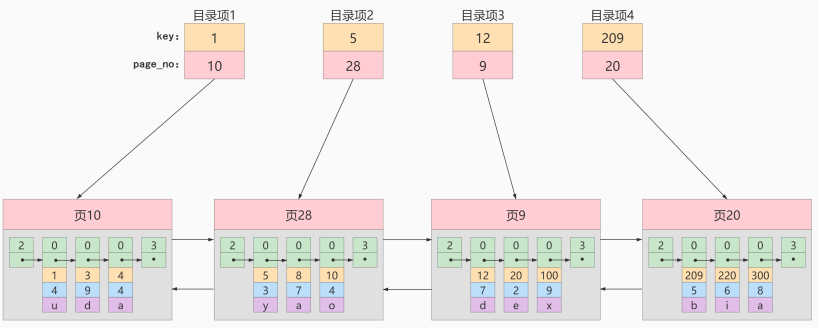 目录项1 目录项2 目录项3 目录项4
key: 1 5 12 209
page_no: 10 28 9 20
页10 页28 页9 页20
2 0 0 0 3 2 0 0 0 3 2 0 0 0 3 2 0 0 0 3
1 3 4 5 8 10 12 20 100 209 220 300
4 9 4 3 7 4 7 2 9 5 6 8
u d a y a o d e x b i a